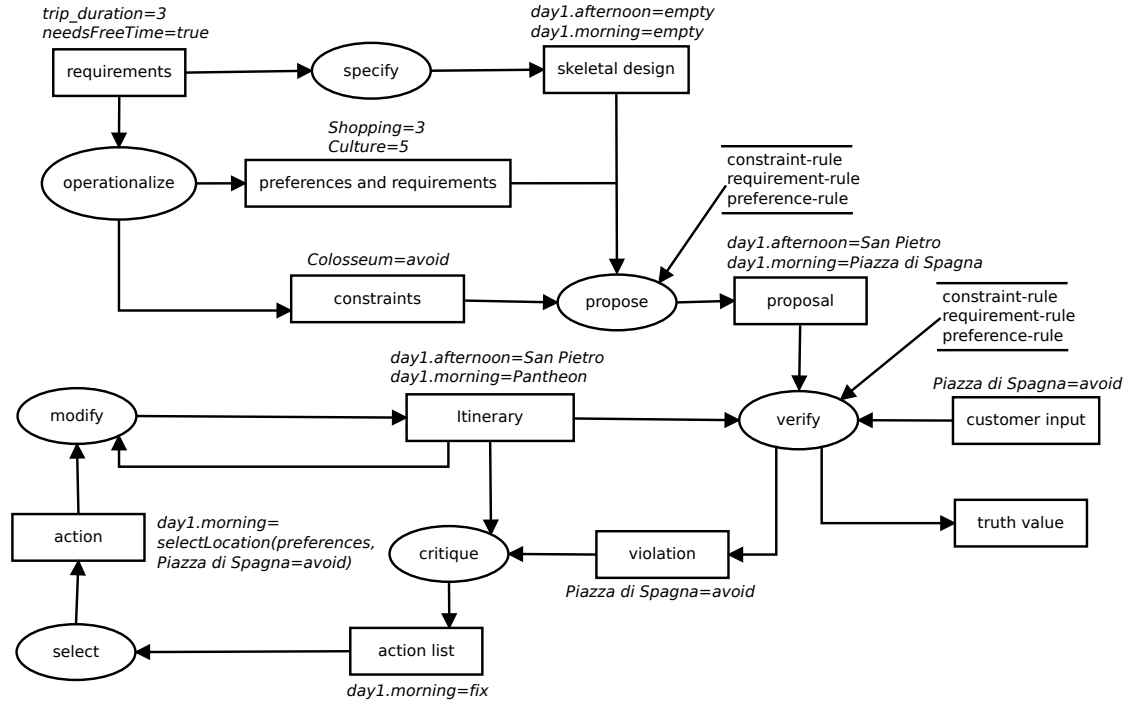 trip_duration=3
needsFreeTime=true
requirements
specify
day1.afternoon=empty
day1.morning=empty
skeletal design
operationalize
Shopping=3
Culture=5
preferences and requirements
constraint-rule
requirement-rule
preference-rule
Colosseum=avoid
constraints
propose
day1.afternoon=San Pietro
day1.morning=Piazza di Spagna
proposal
constraint-rule
requirement-rule
preference-rule
modify
day1.afternoon=San Pietro
day1.morning=Pantheon
Itinerary
verify
Piazza di Spagna=avoid
customer input
action
day1.morning=
selectLocation(preferences,
Piazza di Spagna=avoid)
critique
violation
Piazza di Spagna=avoid
truth value
select
action list
day1.morning=fix